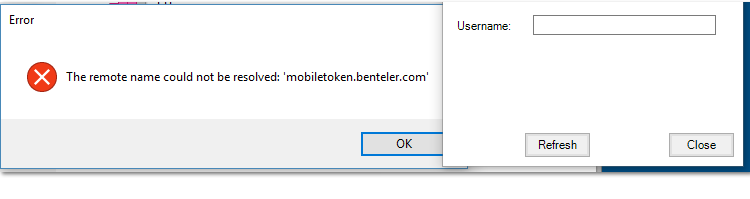 Error
The remote name could not be resolved: 'mobiletoken.benteler.com'
OK
Username:
Refresh
Close